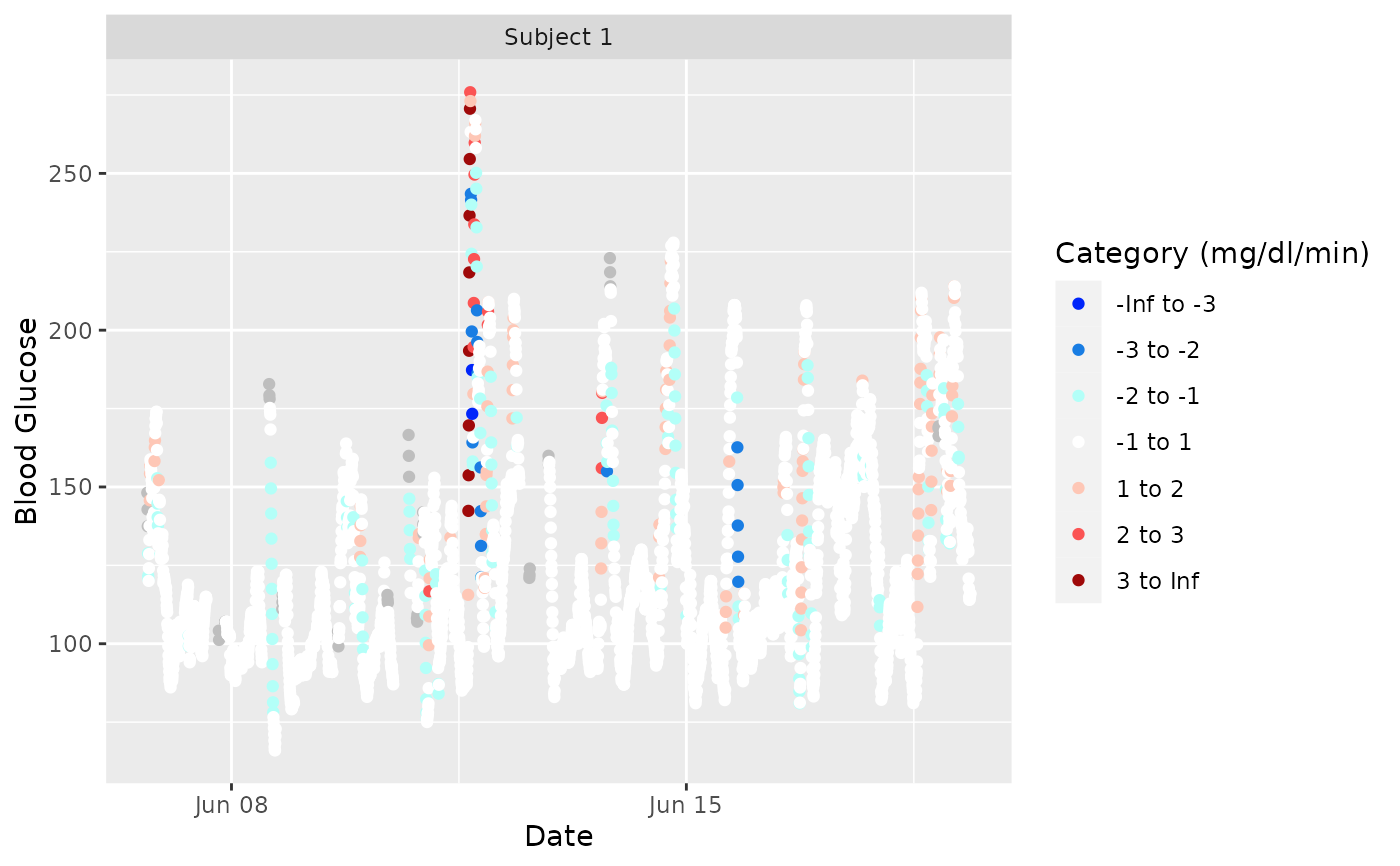 Subject 1
250
200
150
100
Blood Glucose
Jun 08
Jun 15
Date
Category (mg/dl/min)
-Inf to -3
-3 to -2
-2 to -1
-1 to 1
1 to 2
2 to 3
3 to Inf